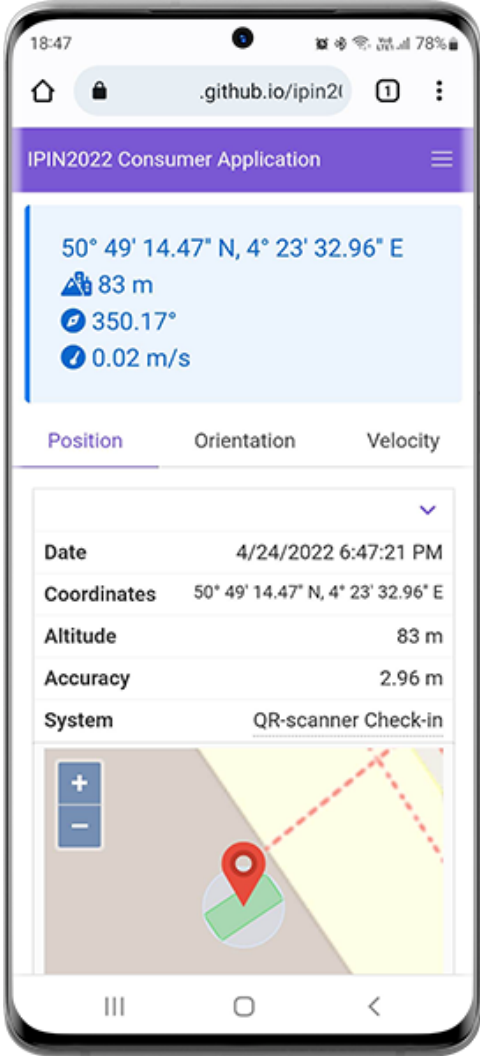 18:47
78%
.github.io/ipin2
1
IPIN2022 Consumer Application
50° 49' 14.47" N, 4° 23' 32.96" E
83 m
350.17°
0.02 m/s
Position Orientation Velocity
Date 4/24/2022 6:47:21 PM
Coordinates 50° 49' 14.47" N, 4° 23' 32.96" E
Altitude 83 m
Accuracy 2.96 m
System QR-scanner Check-in
+
−